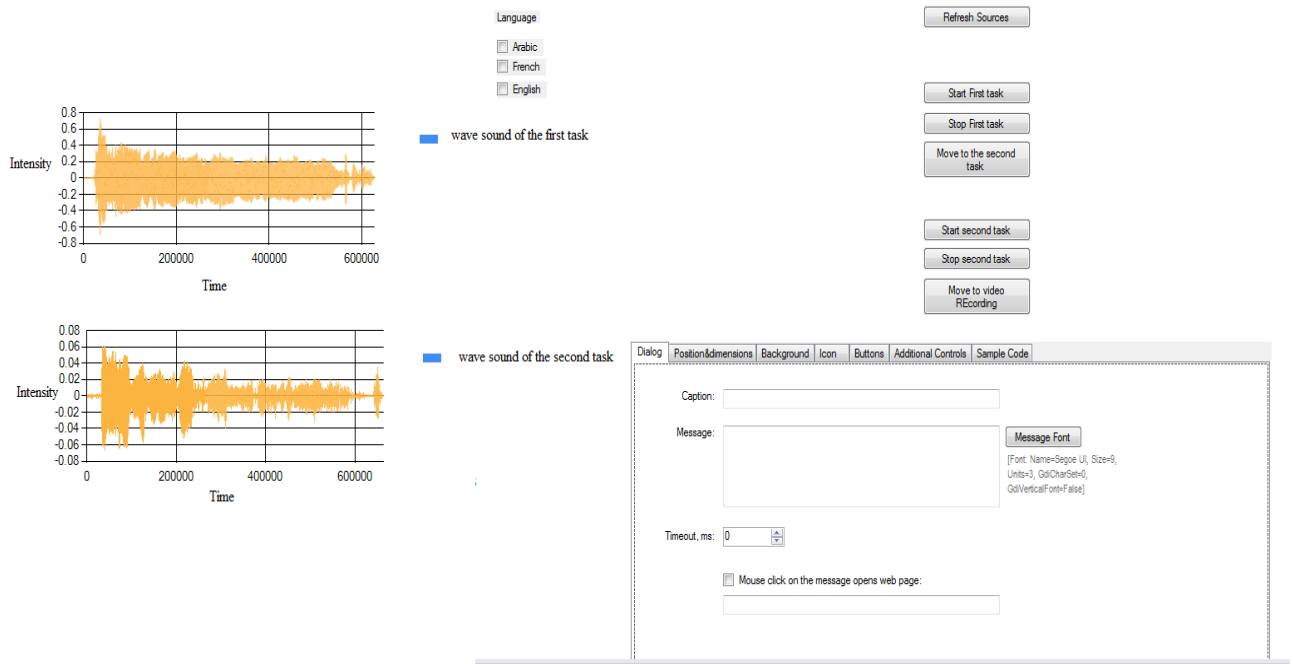 Language
Arabic
French
English
Refresh Sources
Start First task
Stop First task
Move to the second
task
Start second task
Stop second task
Move to video
REcording
0.8
0.6
0.4
0.2
0
-0.2
-0.4
-0.6
-0.8
Intensity
0 200000 400000 600000
Time
wave sound of the first task
0.08
0.06
0.04
0.02
0
-0.02
-0.04
-0.06
-0.08
Intensity
0 200000 400000 600000
Time
wave sound of the second task
;
Dialog Position&dimensions Background Icon Buttons Additional Controls Sample Code
Caption:
Message:
Message Font
[Font: Name=Segoe UI, Size=9,
Units=3, GdiCharSet=0,
GdiVerticalFont=False]
Timeout, ms: 0
Mouse click on the message opens web page: